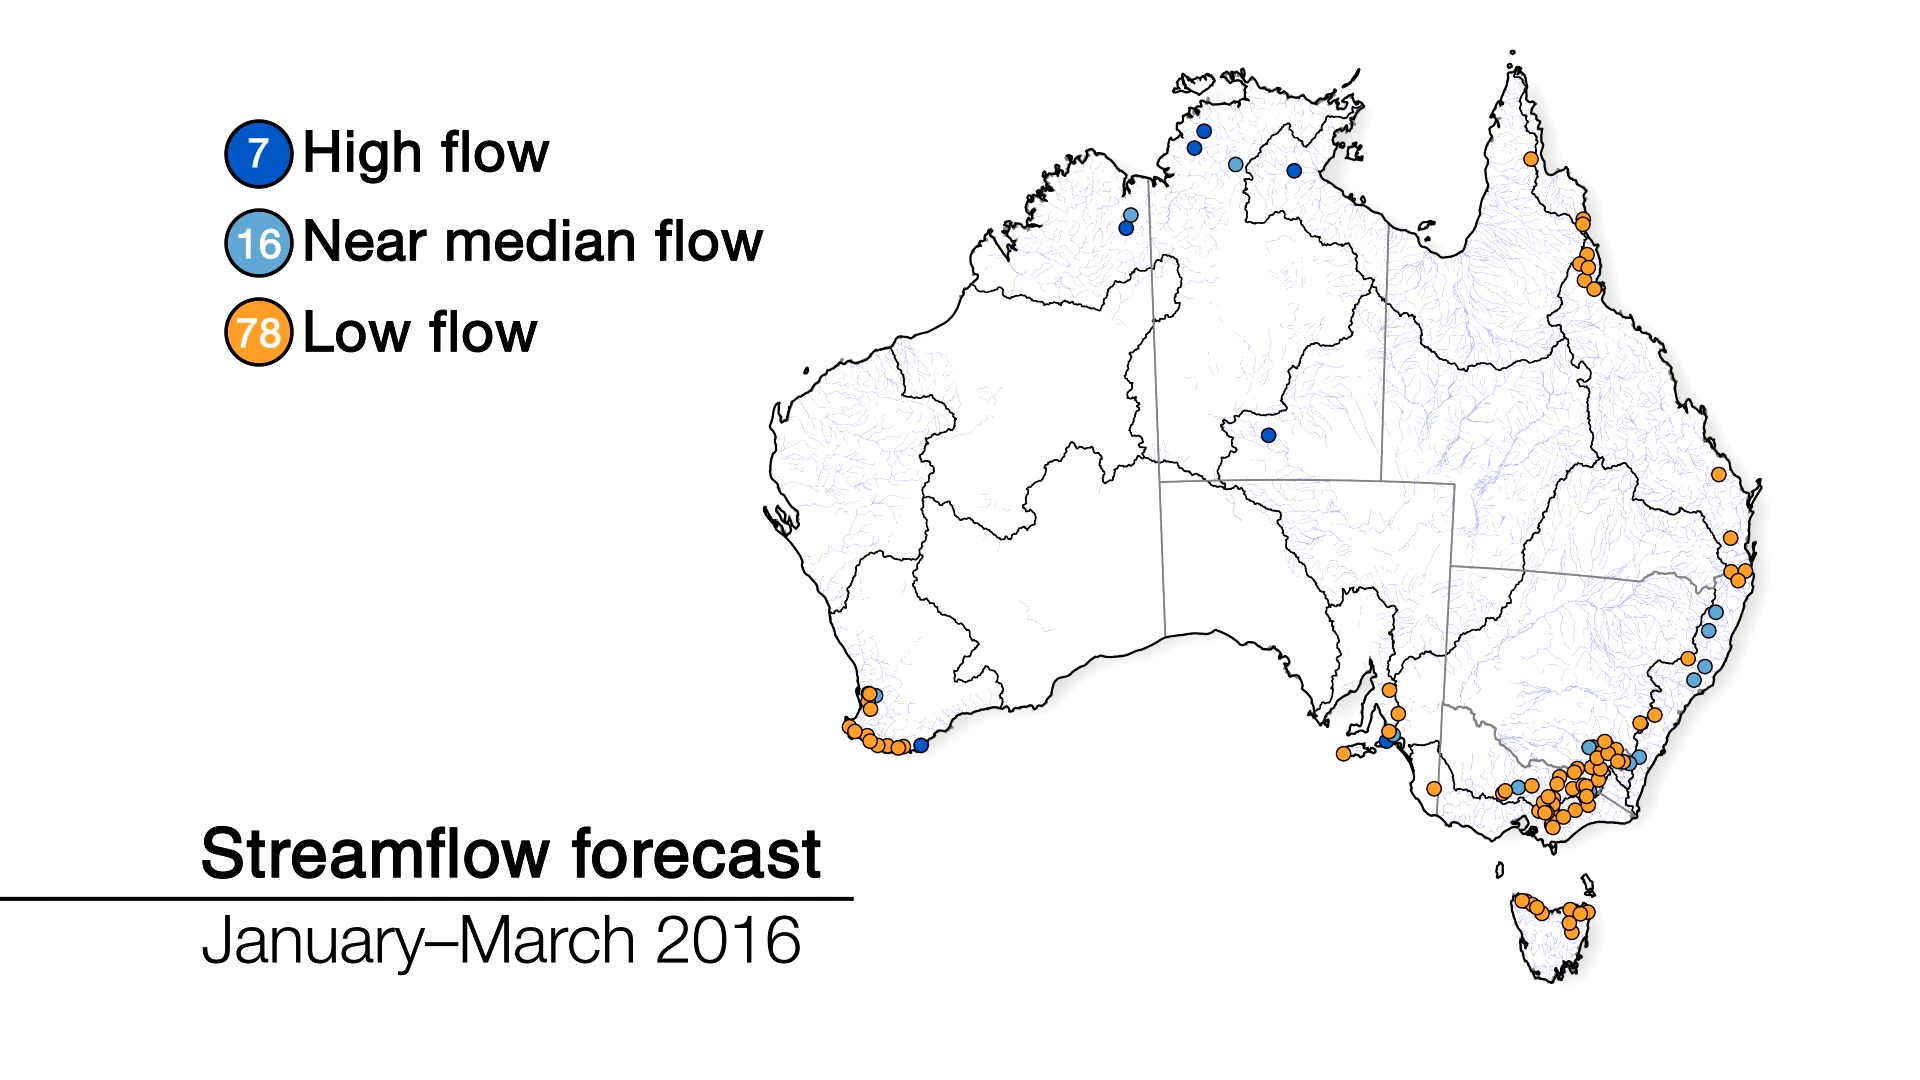 7 High flow
16 Near median flow
78 Low flow
Streamflow forecast
January–March 2016